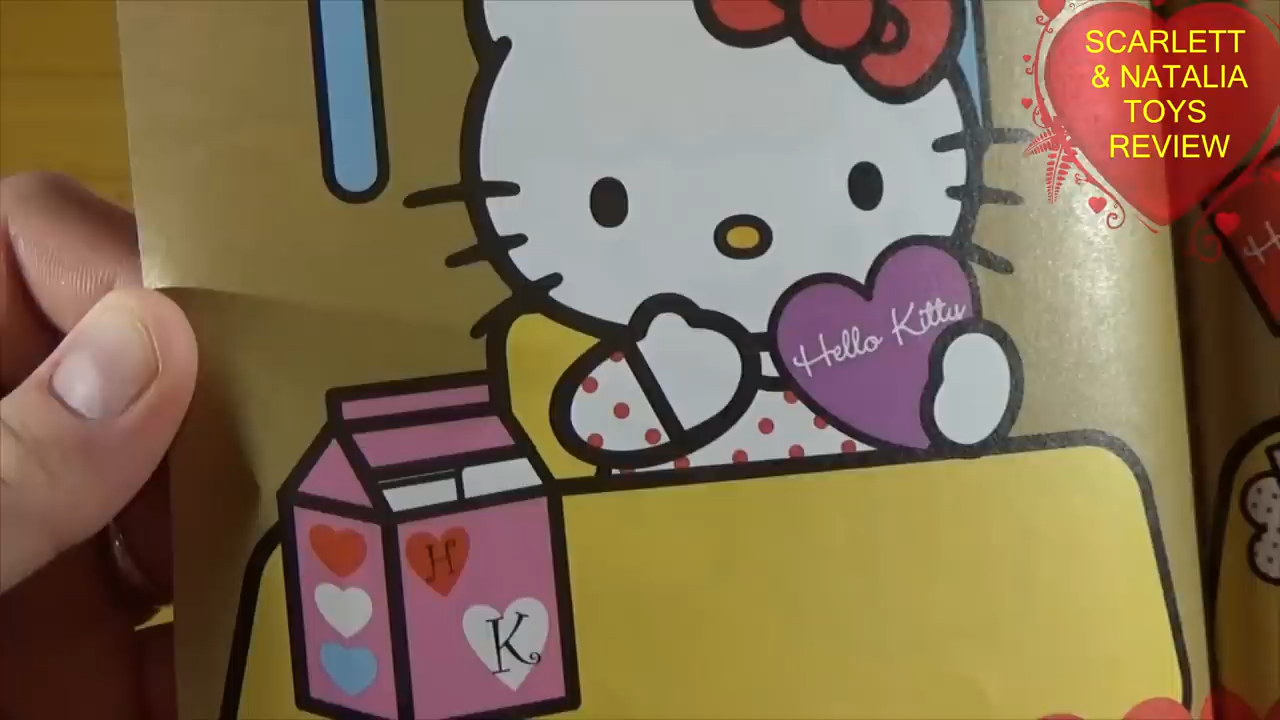 SCARLETT
& NATALIA
TOYS
REVIEW
Hello Kitty
H
K